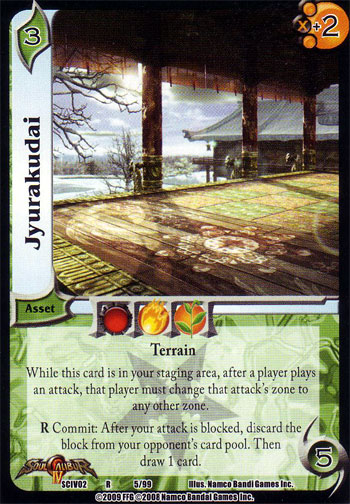 3
+2
Jyurakudai
Asset
Terrain
While this card is in your staging area, after a player plays
an attack, that player must change that attack's zone to
any other zone.
R Commit: After your attack is blocked, discard the
block from your opponent's card pool. Then
draw 1 card.
5
SoulCalibur
IV
SCIV02 R 5/99 Illus. Namco Bandi Games Inc.
©2009 FFG ©2008 Namco Bandai Games Inc.